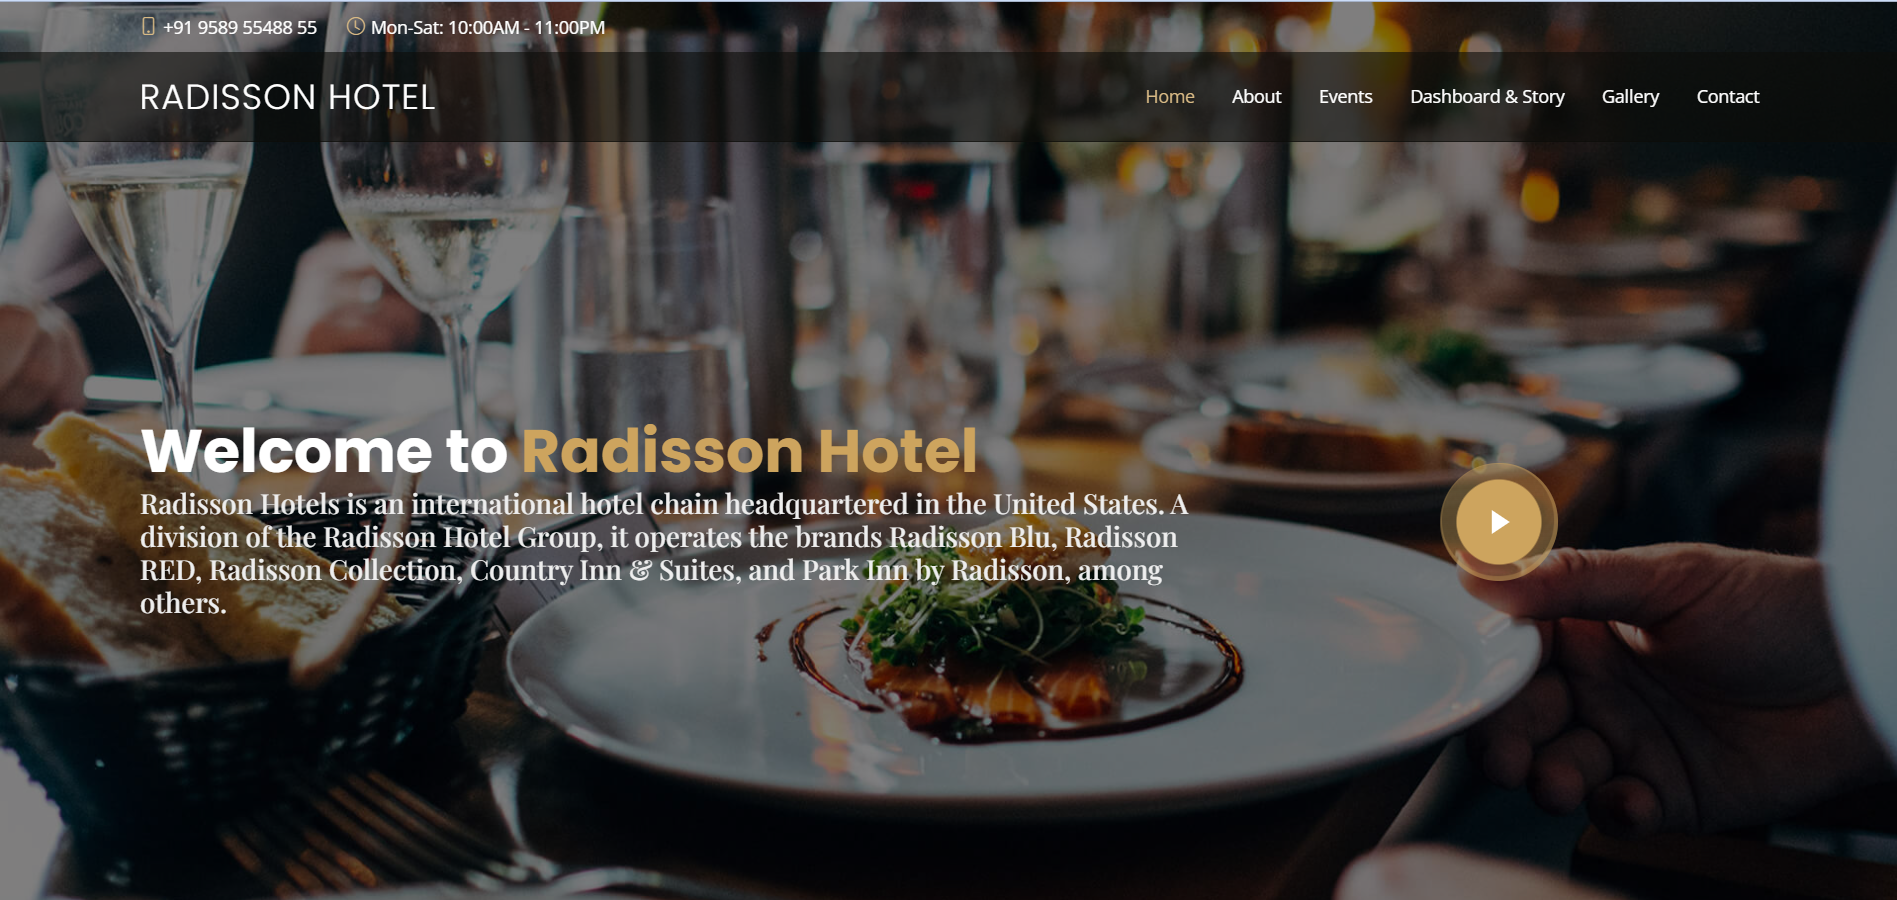 +91 9589 55488 55 Mon-Sat: 10:00AM - 11:00PM
RADISSON HOTEL
Home About Events Dashboard & Story Gallery Contact
Welcome to Radisson Hotel
Radisson Hotels is an international hotel chain headquartered in the United States. A
division of the Radisson Hotel Group, it operates the brands Radisson Blu, Radisson
RED, Radisson Collection, Country Inn & Suites, and Park Inn by Radisson, among
others.